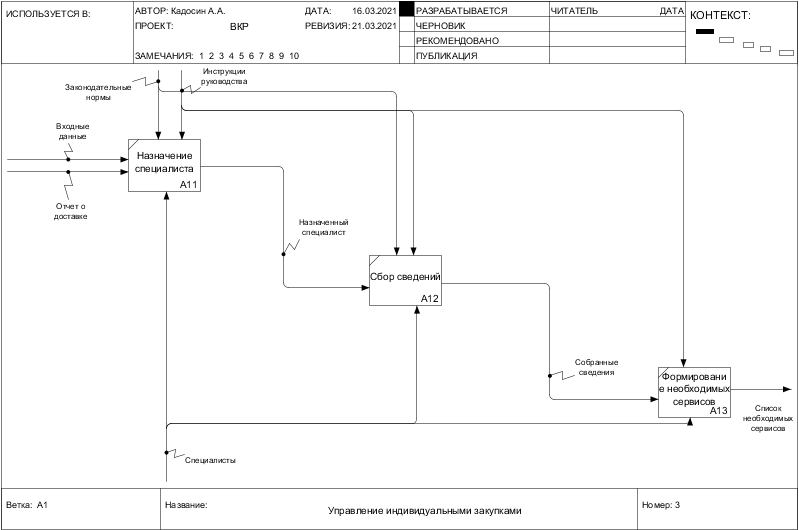 ИСПОЛЬЗУЕТСЯ В:
АВТОР: Кадосин А.А.
ДАТА: 16.03.2021
ПРОЕКТ: ВКР
РЕВИЗИЯ: 21.03.2021
ЗАМЕЧАНИЯ: 1 2 3 4 5 6 7 8 9 10
РАЗРАБАТЫВАЕТСЯ
ЧЕРНОВИК
РЕКОМЕНДОВАНО
ПУБЛИКАЦИЯ
ЧИТАТЕЛЬ
ДАТА
КОНТЕКСТ:
Законодательные
нормы
Инструкции
руководства
Входные
данные
Отчет о
доставке
Назначение
специалиста
A11
Назначенный
специалист
Сбор сведений
A12
Собранные
сведения
Формировани
е необходимых
сервисов
A13
Список
необходимых
сервисов
Специалисты
Ветка: A1
Название:
Управление индивидуальными закупками
Номер: 3